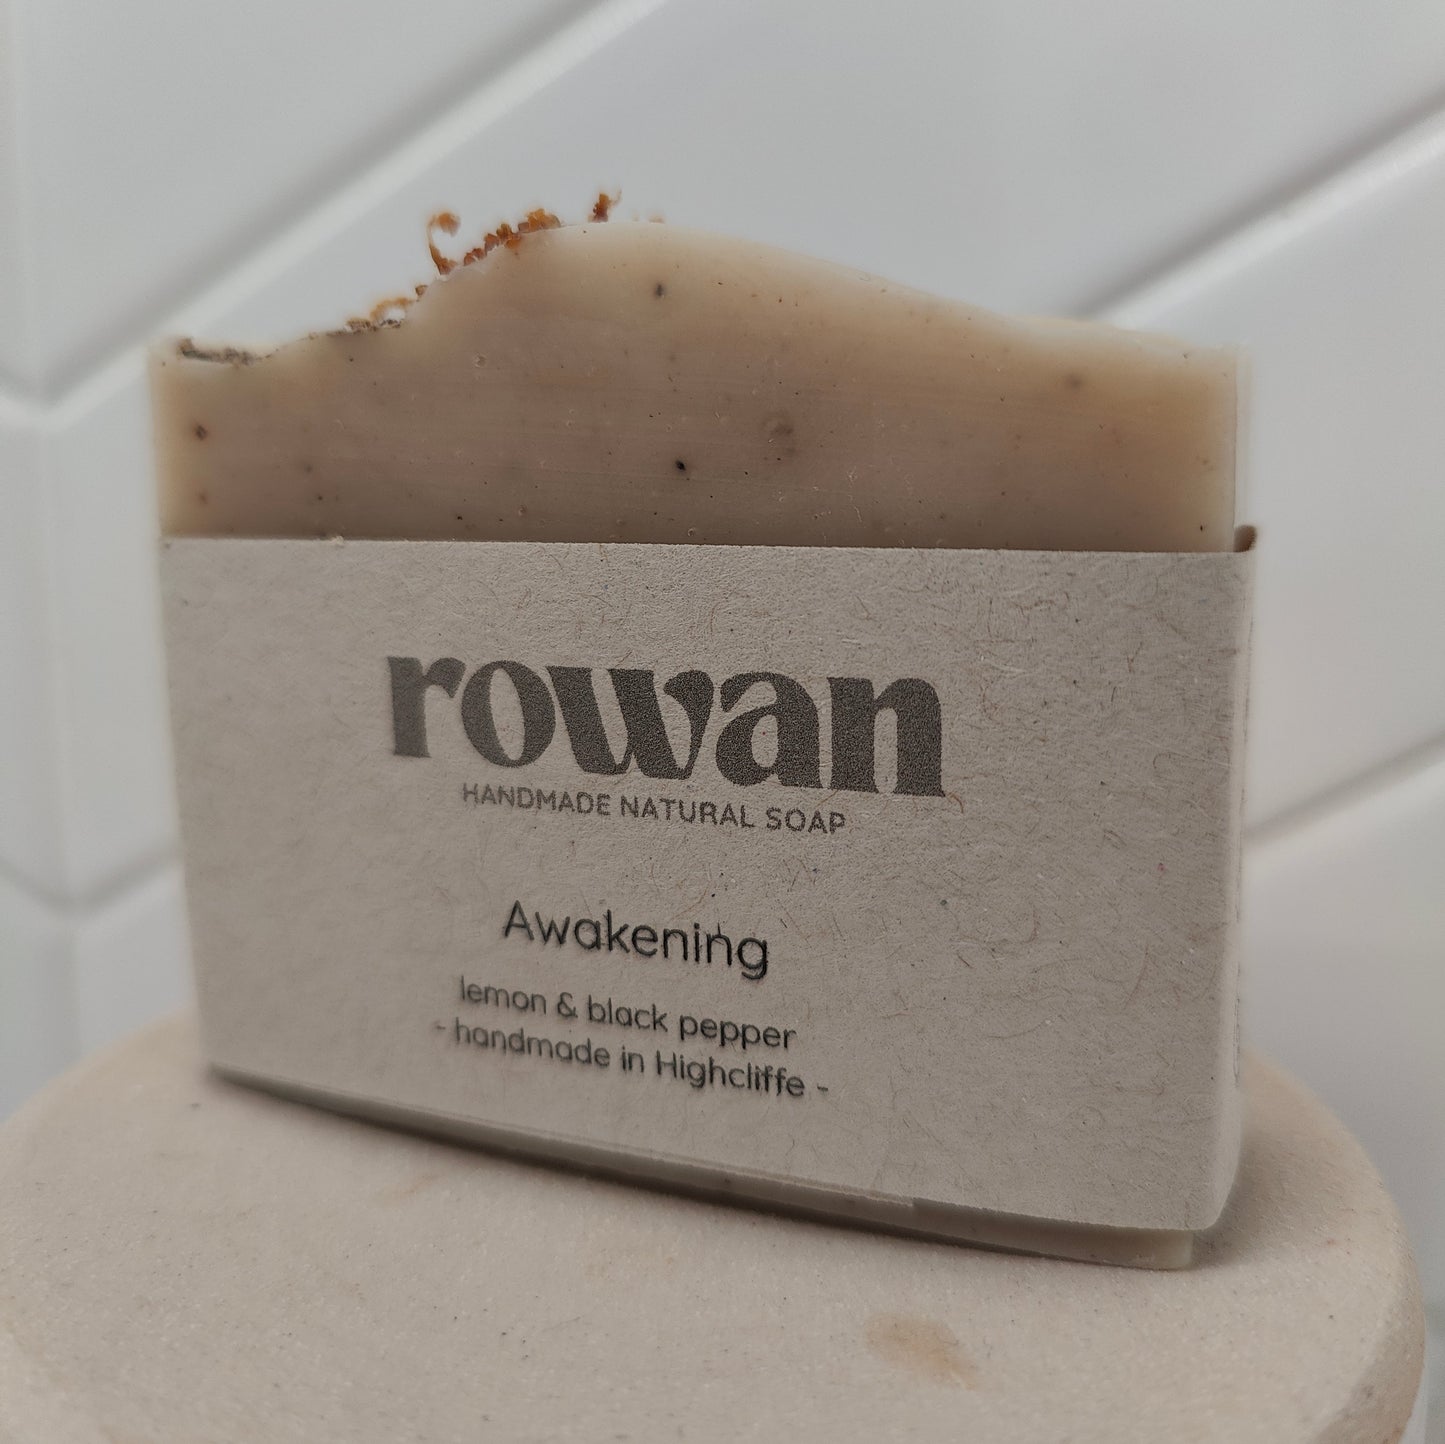 rowan
HANDMADE NATURAL SOAP
Awakening
lemon & black pepper
- handmade in Highcliffe -